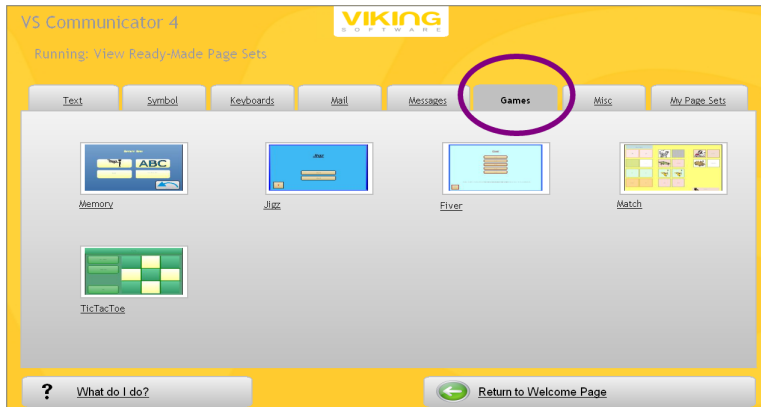 VS Communicator 4
VIKING
SOFTWARE
Running: View Ready-Made Page Sets
Text Symbol Keyboards Mail Messages Games Misc My Page Sets
ABC
Memory Jigz Fiver Match
TicTacToe
? What do I do? Return to Welcome Page